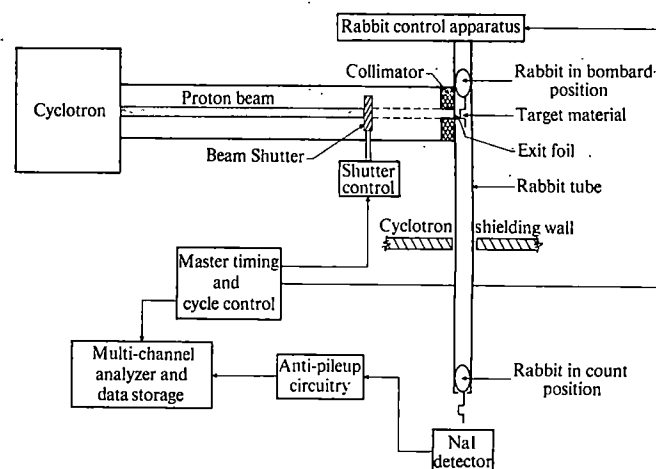 Rabbit control apparatus
Collimator
Rabbit in bombard-
position
Cyclotron
Proton beam
Target material
Beam Shutter
Exit foil
Shutter
control
Rabbit tube
Cyclotron
shielding wall
Master timing
and
cycle control
Multi-channel
analyzer and
data storage
Anti-pileup
circuitry
Rabbit in count
position
NaI
detector